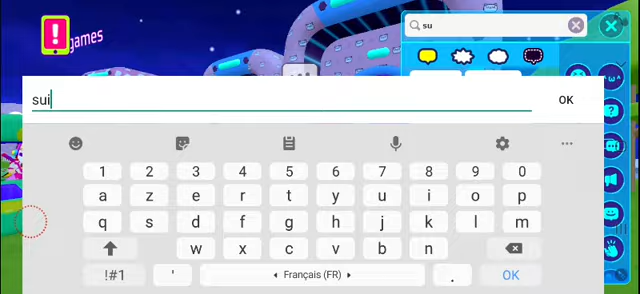 !
games
su
^ω^
?
sui
OK
1 2 3 4 5 6 7 8 9 0
a z e r t y u i o p
q s d f g h j k l m
w x c v b n
!#1 ' ◂ Français (FR) ▸ . OK